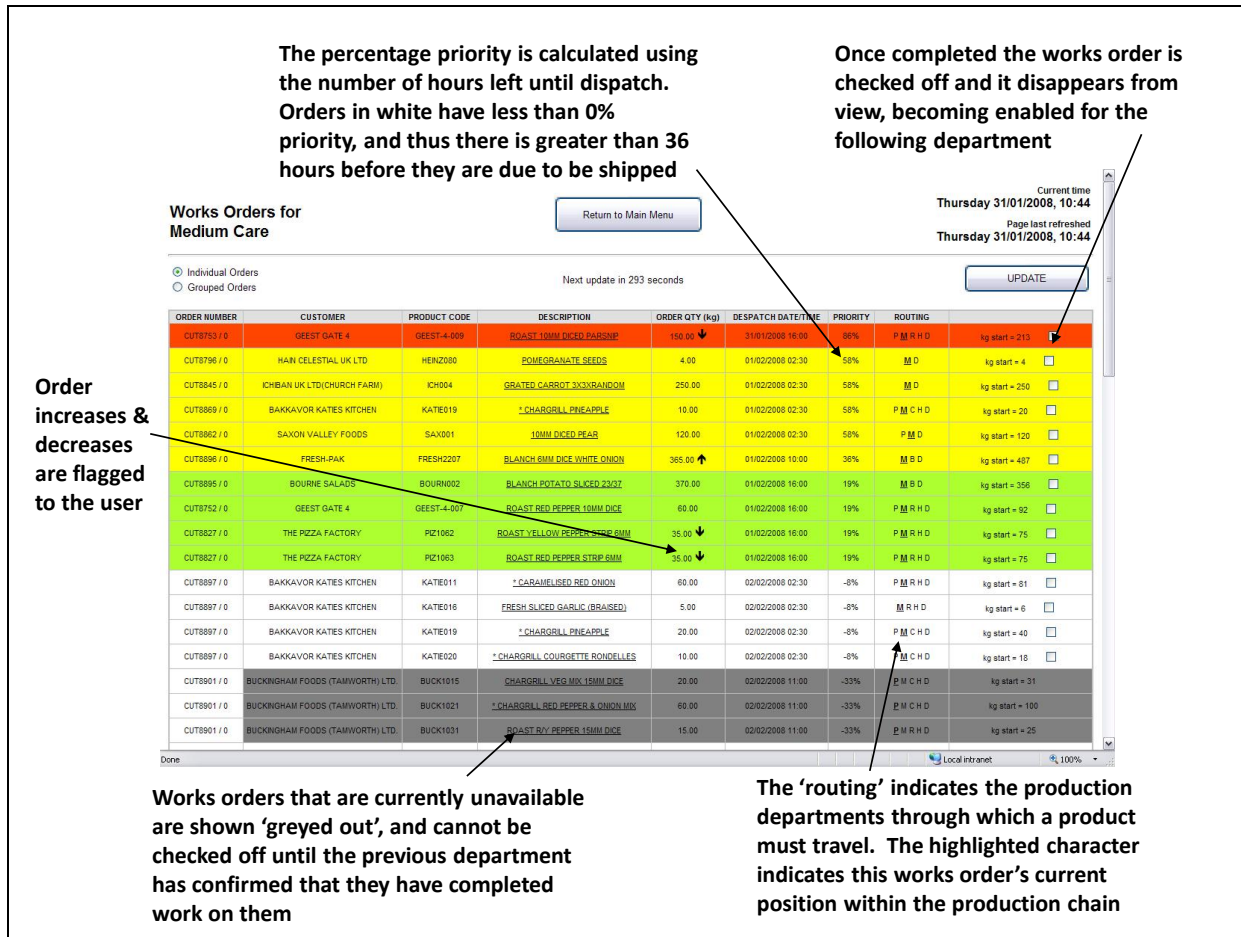 The percentage priority is calculated using
the number of hours left until dispatch.
Orders in white have less than 0%
priority, and thus there is greater than 36
hours before they are due to be shipped
Once completed the works order is
checked off and it disappears from
view, becoming enabled for the
following department
Current time
Thursday 31/01/2008, 10:44
Works Orders for
Medium Care
Return to Main Menu
Page last refreshed
Thursday 31/01/2008, 10:44
Individual Orders
Grouped Orders
Next update in 293 seconds
UPDATE
ORDER NUMBER CUSTOMER PRODUCT CODE DESCRIPTION ORDER QTY (kg) DESPATCH DATE/TIME PRIORITY ROUTING
CUT8753 / 0 GEEST GATE 4 GEEST-4-009 ROAST 10MM DICED PARSNIP 150.00 ↓ 31/01/2008 16:00 86% P M R H D kg start = 213
CUT8796 / 0 HAIN CELESTIAL UK LTD HEINZ080 POMEGRANATE SEEDS 4.00 01/02/2008 02:30 58% M D kg start = 4
CUT8845 / 0 ICHIBAN UK LTD(CHURCH FARM) ICH004 GRATED CARROT 3X3XRANDOM 250.00 01/02/2008 02:30 58% M D kg start = 250
CUT8869 / 0 BAKKAVOR KATIES KITCHEN KATIE019 * CHARGRILL PINEAPPLE 10.00 01/02/2008 02:30 58% P M C H D kg start = 20
CUT8862 / 0 SAXON VALLEY FOODS SAX001 10MM DICED PEAR 120.00 01/02/2008 02:30 58% P M D kg start = 120
CUT8896 / 0 FRESH-PAK FRESH2207 BLANCH 6MM DICE WHITE ONION 365.00 ↑ 01/02/2008 10:00 36% M B D kg start = 487
CUT8895 / 0 BOURNE SALADS BOURN002 BLANCH POTATO SLICED 23/37 370.00 01/02/2008 16:00 19% M B D kg start = 356
CUT8752 / 0 GEEST GATE 4 GEEST-4-007 ROAST RED PEPPER 10MM DICE 60.00 01/02/2008 16:00 19% P M R H D kg start = 92
CUT8827 / 0 THE PIZZA FACTORY PIZ1062 ROAST YELLOW PEPPER STRIP 6MM 35.00 ↓ 01/02/2008 16:00 19% P M R H D kg start = 75
CUT8827 / 0 THE PIZZA FACTORY PIZ1063 ROAST RED PEPPER STRIP 6MM 35.00 ↓ 01/02/2008 16:00 19% P M R H D kg start = 75
CUT8897 / 0 BAKKAVOR KATIES KITCHEN KATIE011 * CARAMELISED RED ONION 60.00 02/02/2008 02:30 -8% P M R H D kg start = 81
CUT8897 / 0 BAKKAVOR KATIES KITCHEN KATIE016 FRESH SLICED GARLIC (BRAISED) 5.00 02/02/2008 02:30 -8% M R H D kg start = 6
CUT8897 / 0 BAKKAVOR KATIES KITCHEN KATIE019 * CHARGRILL PINEAPPLE 20.00 02/02/2008 02:30 -8% P M C H D kg start = 40
CUT8897 / 0 BAKKAVOR KATIES KITCHEN KATIE020 * CHARGRILL COURGETTE RONDELLES 10.00 02/02/2008 02:30 -8% P M C H D kg start = 18
CUT8901 / 0 BUCKINGHAM FOODS (TAMWORTH) LTD. BUCK1015 CHARGRILL VEG MIX 15MM DICE 20.00 02/02/2008 11:00 -33% P M C H D kg start = 31
CUT8901 / 0 BUCKINGHAM FOODS (TAMWORTH) LTD. BUCK1021 * CHARGRILL RED PEPPER & ONION MIX 60.00 02/02/2008 11:00 -33% P M C H D kg start = 100
CUT8901 / 0 BUCKINGHAM FOODS (TAMWORTH) LTD. BUCK1031 ROAST R/Y PEPPER 15MM DICE 15.00 02/02/2008 11:00 -33% P M R H D kg start = 25
Done Local intranet 100%
Order
increases &
decreases
are flagged
to the user
Works orders that are currently unavailable
are shown ‘greyed out’, and cannot be
checked off until the previous department
has confirmed that they have completed
work on them
The ‘routing’ indicates the production
departments through which a product
must travel. The highlighted character
indicates this works order’s current
position within the production chain